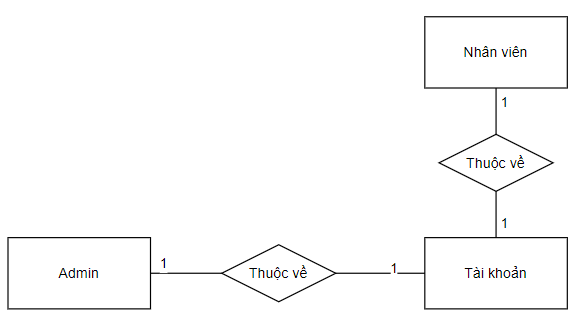 Nhân viên
1
Thuộc về
1
Admin
1
Thuộc về
1
Tài khoản